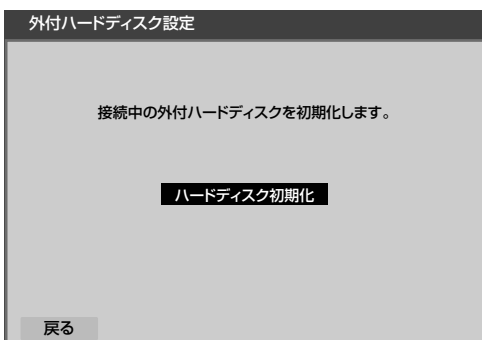 外付ハードディスク設定
接続中の外付ハードディスクを初期化します。
ハードディスク初期化
戻る